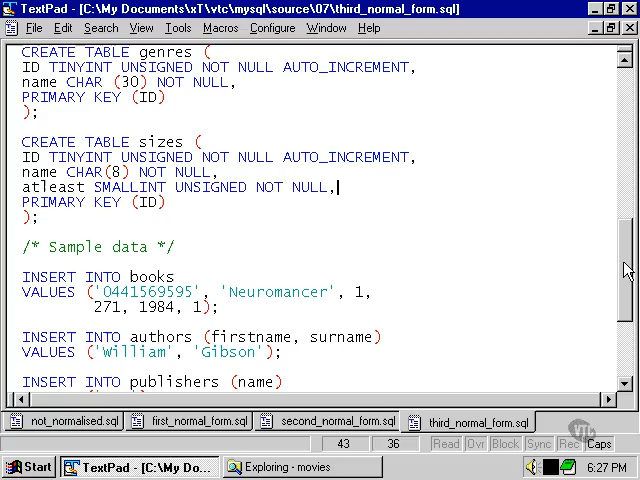 TextPad - [C:\My Documents\xT\vtc\mysql\source\07\third_normal_form.sql]
File Edit Search View Tools Macros Configure Window Help
CREATE TABLE genres (
ID TINYINT UNSIGNED NOT NULL AUTO_INCREMENT,
name CHAR (30) NOT NULL,
PRIMARY KEY (ID)
);
CREATE TABLE sizes (
ID TINYINT UNSIGNED NOT NULL AUTO_INCREMENT,
name CHAR(8) NOT NULL,
atleast SMALLINT UNSIGNED NOT NULL,
PRIMARY KEY (ID)
);
/* Sample data */
INSERT INTO books
VALUES ('0441569595', 'Neuromancer', 1,
271, 1984, 1);
INSERT INTO authors (firstname, surname)
VALUES ('William', 'Gibson');
INSERT INTO publishers (name)
not_normalised.sql first_normal_form.sql second_normal_form.sql third_normal_form.sql
VTC
43 36 Read Ovr Block Sync Rec Caps
Start TextPad - [C:\My Do... Exploring - movies 6:27 PM